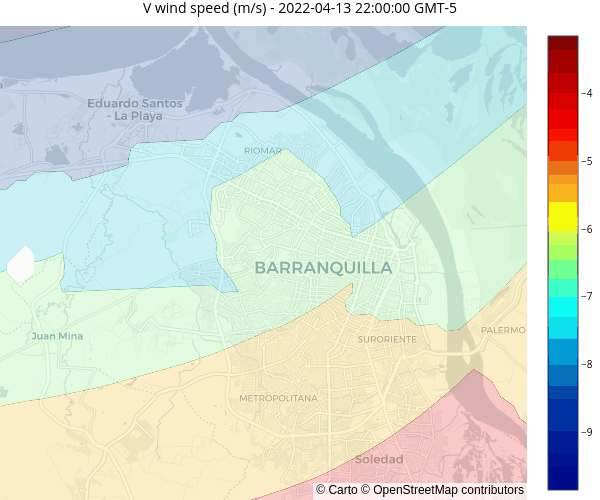 V wind speed (m/s) - 2022-04-13 22:00:00 GMT-5
Eduardo Santos
- La Playa
RIOMAR
BARRANQUILLA
Juan Mina
SURORIENTE
PALERMO
METROPOLITANA
Soledad
© Carto © OpenStreetMap contributors
−4
−5
−6
−7
−8
−9